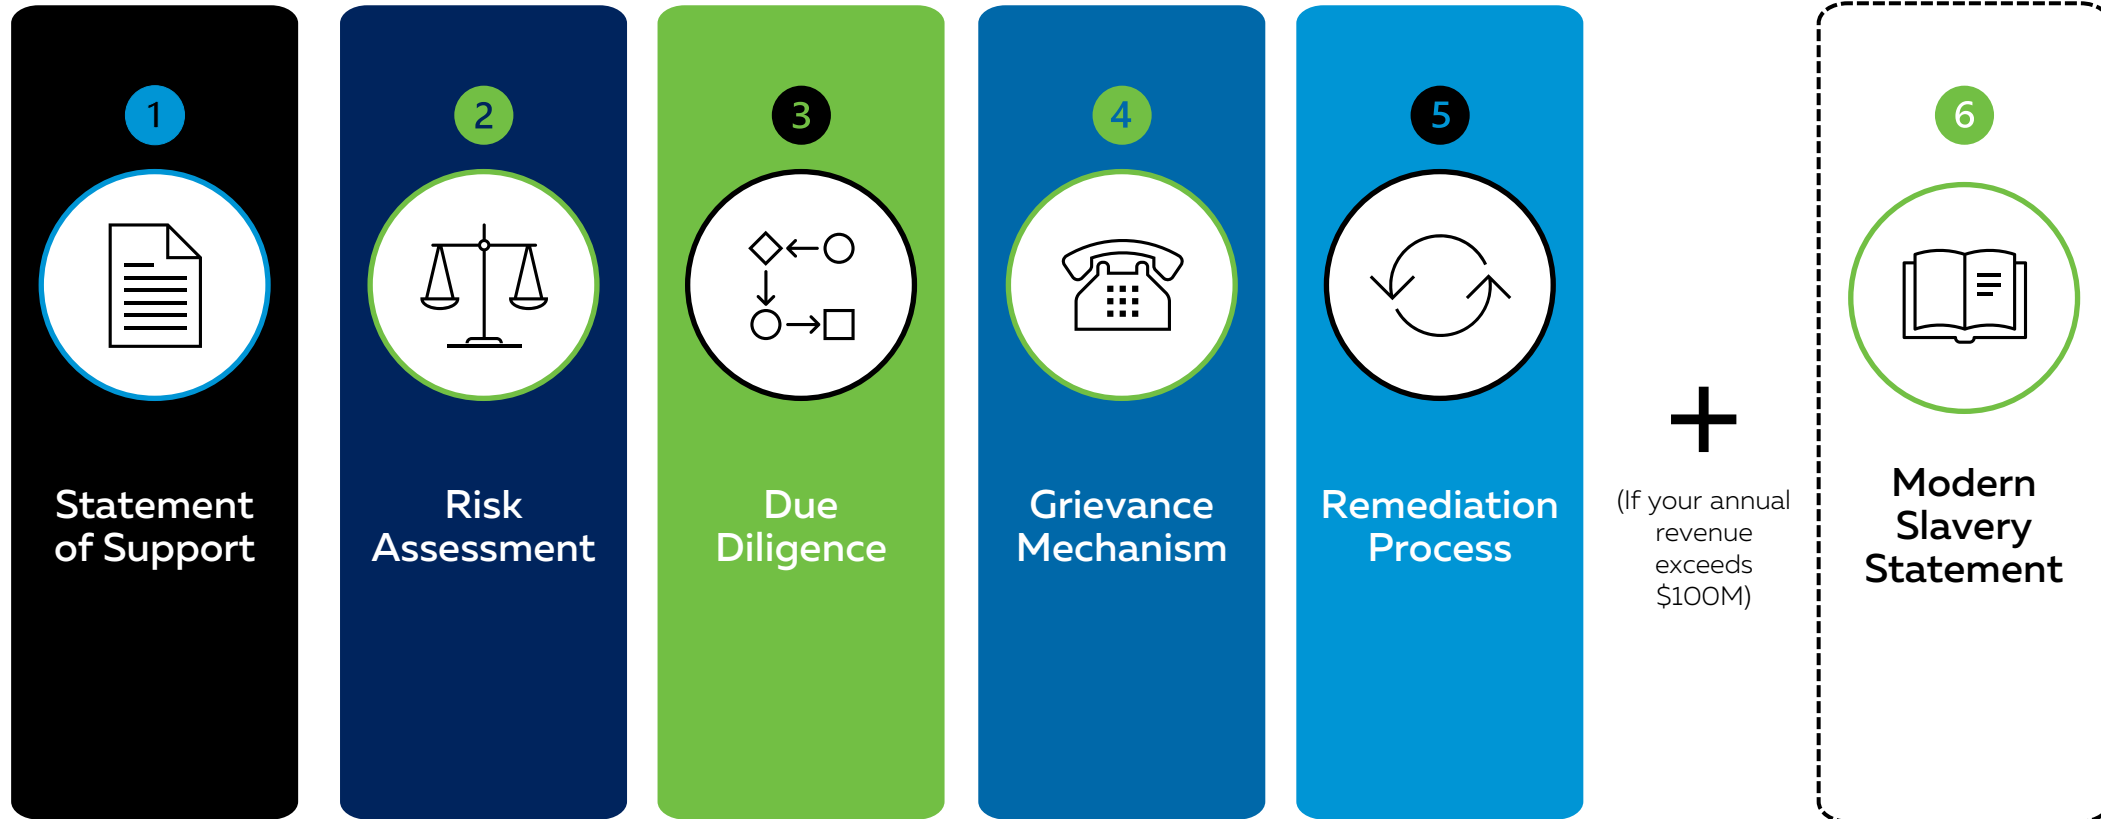 1
Statement
of Support
2
Risk
Assessment
3
Due
Diligence
4
Grievance
Mechanism
5
Remediation
Process
(If your annual
revenue
exceeds
$100M)
6
Modern
Slavery
Statement